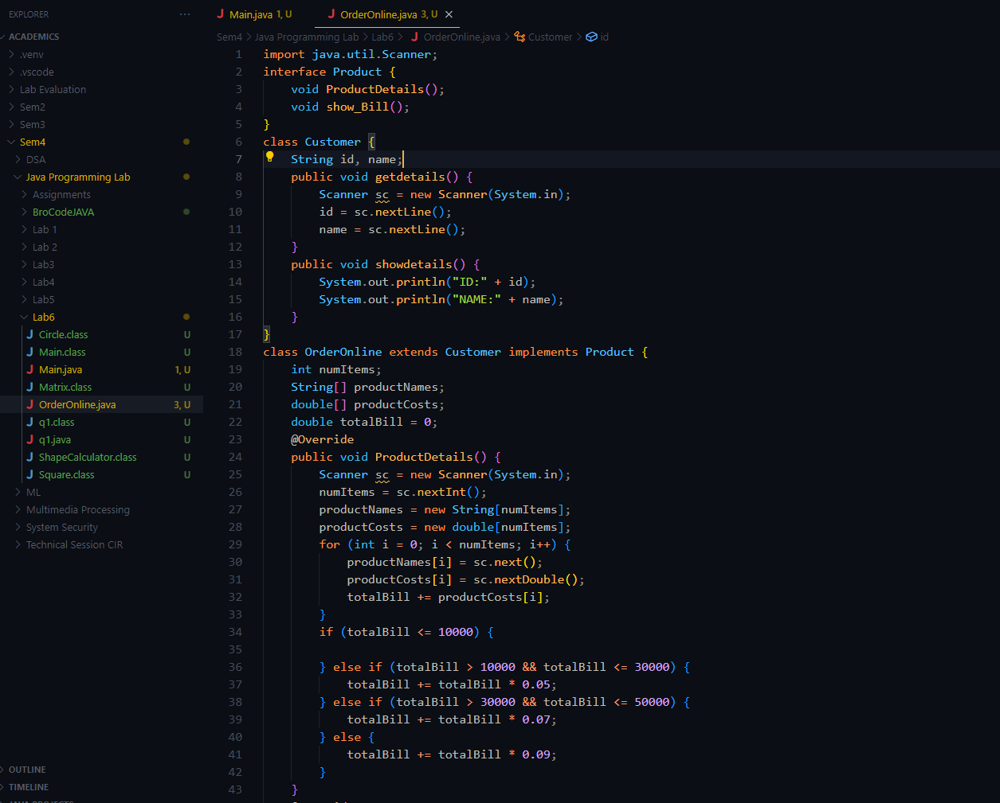 EXPLORER
ACADEMICS
.venv
.vscode
Lab Evaluation
Sem2
Sem3
Sem4
DSA
Java Programming Lab
Assignments
BroCodeJAVA
Lab 1
Lab 2
Lab3
Lab4
Lab5
Lab6
Circle.class U
Main.class U
Main.java 1, U
Matrix.class U
OrderOnline.java 3, U
q1.class U
q1.java U
ShapeCalculator.class U
Square.class U
ML
Multimedia Processing
System Security
Technical Session CIR
OUTLINE
TIMELINE
JAVA PROJECTS
Main.java 1, U
OrderOnline.java 3, U
Sem4 > Java Programming Lab > Lab6 > OrderOnline.java > Customer > id
1 import java.util.Scanner;
2 interface Product {
3 void ProductDetails();
4 void show_Bill();
5 }
6 class Customer {
7 String id, name;
8 public void getdetails() {
9 Scanner sc = new Scanner(System.in);
10 id = sc.nextLine();
11 name = sc.nextLine();
12 }
13 public void showdetails() {
14 System.out.println("ID:" + id);
15 System.out.println("NAME:" + name);
16 }
17 }
18 class OrderOnline extends Customer implements Product {
19 int numItems;
20 String[] productNames;
21 double[] productCosts;
22 double totalBill = 0;
23 @Override
24 public void ProductDetails() {
25 Scanner sc = new Scanner(System.in);
26 numItems = sc.nextInt();
27 productNames = new String[numItems];
28 productCosts = new double[numItems];
29 for (int i = 0; i < numItems; i++) {
30 productNames[i] = sc.next();
31 productCosts[i] = sc.nextDouble();
32 totalBill += productCosts[i];
33 }
34 if (totalBill <= 10000) {
35
36 } else if (totalBill > 10000 && totalBill <= 30000) {
37 totalBill += totalBill * 0.05;
38 } else if (totalBill > 30000 && totalBill <= 50000) {
39 totalBill += totalBill * 0.07;
40 } else {
41 totalBill += totalBill * 0.09;
42 }
43 }